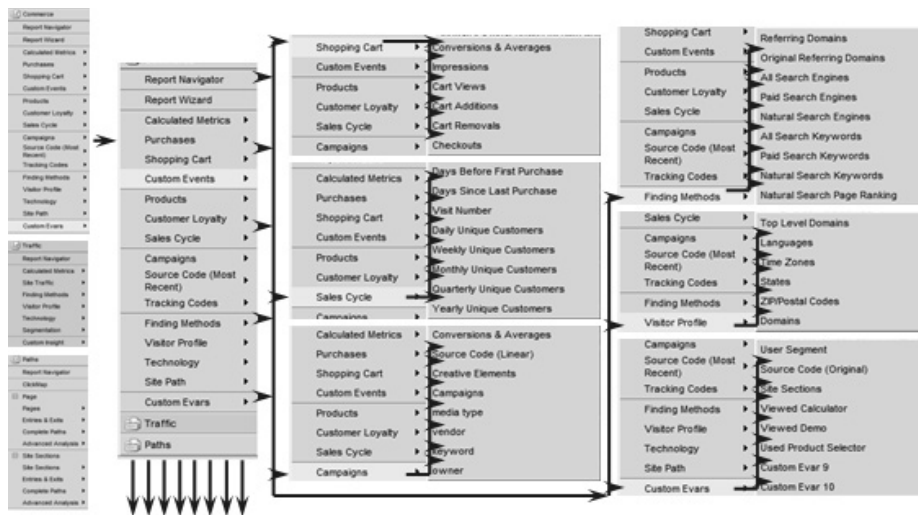 Commerce
Report Navigator
Report Wizard
Calculated Metrics
Purchases
Shopping Cart
Custom Events
Products
Customer Loyalty
Sales Cycle
Campaigns
Source Code (Most
Recent)
Tracking Codes
Finding Methods
Visitor Profile
Technology
Site Path
Custom Evars
Traffic
Report Navigator
Calculated Metrics
Site Traffic
Finding Methods
Visitor Profile
Technology
Segmentation
Custom Insight
Paths
Report Navigator
ClickMap
Page
Pages
Entries & Exits
Complete Paths
Advanced Analysis
Site Sections
Site Sections
Entries & Exits
Complete Paths
Advanced Analysis
Report Navigator
Report Wizard
Calculated Metrics
Purchases
Shopping Cart
Custom Events
Products
Customer Loyalty
Sales Cycle
Campaigns
Source Code (Most
Recent)
Tracking Codes
Finding Methods
Visitor Profile
Technology
Site Path
Custom Evars
Traffic
Paths
Shopping Cart
Custom Events
Products
Customer Loyalty
Sales Cycle
Campaigns
Conversions & Averages
Impressions
Cart Views
Cart Additions
Cart Removals
Checkouts
Calculated Metrics
Purchases
Shopping Cart
Custom Events
Products
Customer Loyalty
Sales Cycle
Campaigns
Days Before First Purchase
Days Since Last Purchase
Visit Number
Daily Unique Customers
Weekly Unique Customers
Monthly Unique Customers
Quarterly Unique Customers
Yearly Unique Customers
Calculated Metrics
Purchases
Shopping Cart
Custom Events
Products
Customer Loyalty
Sales Cycle
Campaigns
Conversions & Averages
Source Code (Linear)
Creative Elements
Campaigns
media type
vendor
keyword
owner
Shopping Cart
Custom Events
Products
Customer Loyalty
Sales Cycle
Campaigns
Source Code (Most
Recent)
Tracking Codes
Finding Methods
Referring Domains
Original Referring Domains
All Search Engines
Paid Search Engines
Natural Search Engines
All Search Keywords
Paid Search Keywords
Natural Search Keywords
Natural Search Page Ranking
Sales Cycle
Campaigns
Source Code (Most
Recent)
Tracking Codes
Finding Methods
Visitor Profile
Top Level Domains
Languages
Time Zones
States
ZIP/Postal Codes
Domains
Campaigns
Source Code (Most
Recent)
Tracking Codes
Finding Methods
Visitor Profile
Technology
Site Path
Custom Evars
User Segment
Source Code (Original)
Site Sections
Viewed Calculator
Viewed Demo
Used Product Selector
Custom Evar 9
Custom Evar 10